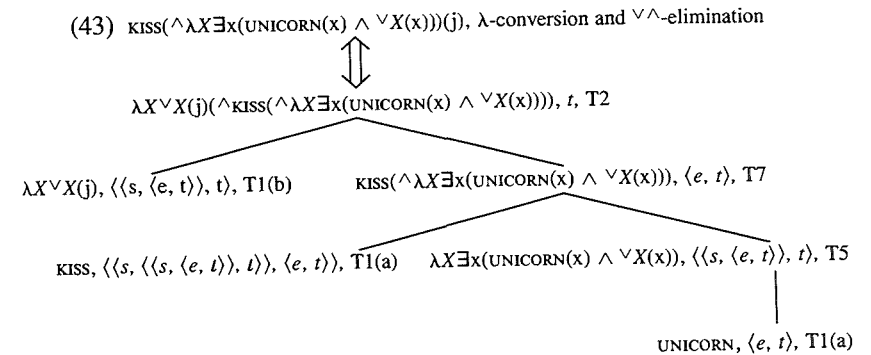 (43) KISS(^λX∃x(UNICORN(x) ∧ ˅X(x)))(j), λ-conversion and ˅^-elimination
λX˅X(j)(^KISS(^λX∃x(UNICORN(x) ∧ ˅X(x)))), t, T2
λX˅X(j), ⟨⟨s, ⟨e, t⟩⟩, t⟩, T1(b) KISS(^λX∃x(UNICORN(x) ∧ ˅X(x))), ⟨e, t⟩, T7
KISS, ⟨⟨s, ⟨⟨s, ⟨e, t⟩⟩, t⟩⟩, ⟨e, t⟩⟩, T1(a) λX∃x(UNICORN(x) ∧ ˅X(x)), ⟨⟨s, ⟨e, t⟩⟩, t⟩, T5
UNICORN, ⟨e, t⟩, T1(a)